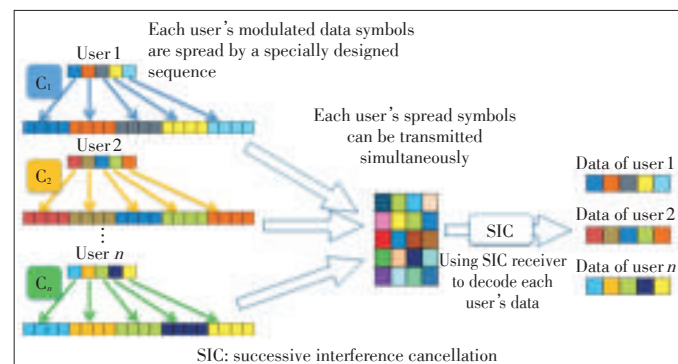 Each user's modulated data symbols
are spread by a specially designed
sequence
User 1
C1
Each user's spread symbols
can be transmitted
simultaneously
User 2
C2
⋮
User n
Cn
SIC
Using SIC receiver
to decode each
user's data
Data of user 1
Data of user 2
Data of user n
SIC: successive interference cancellation